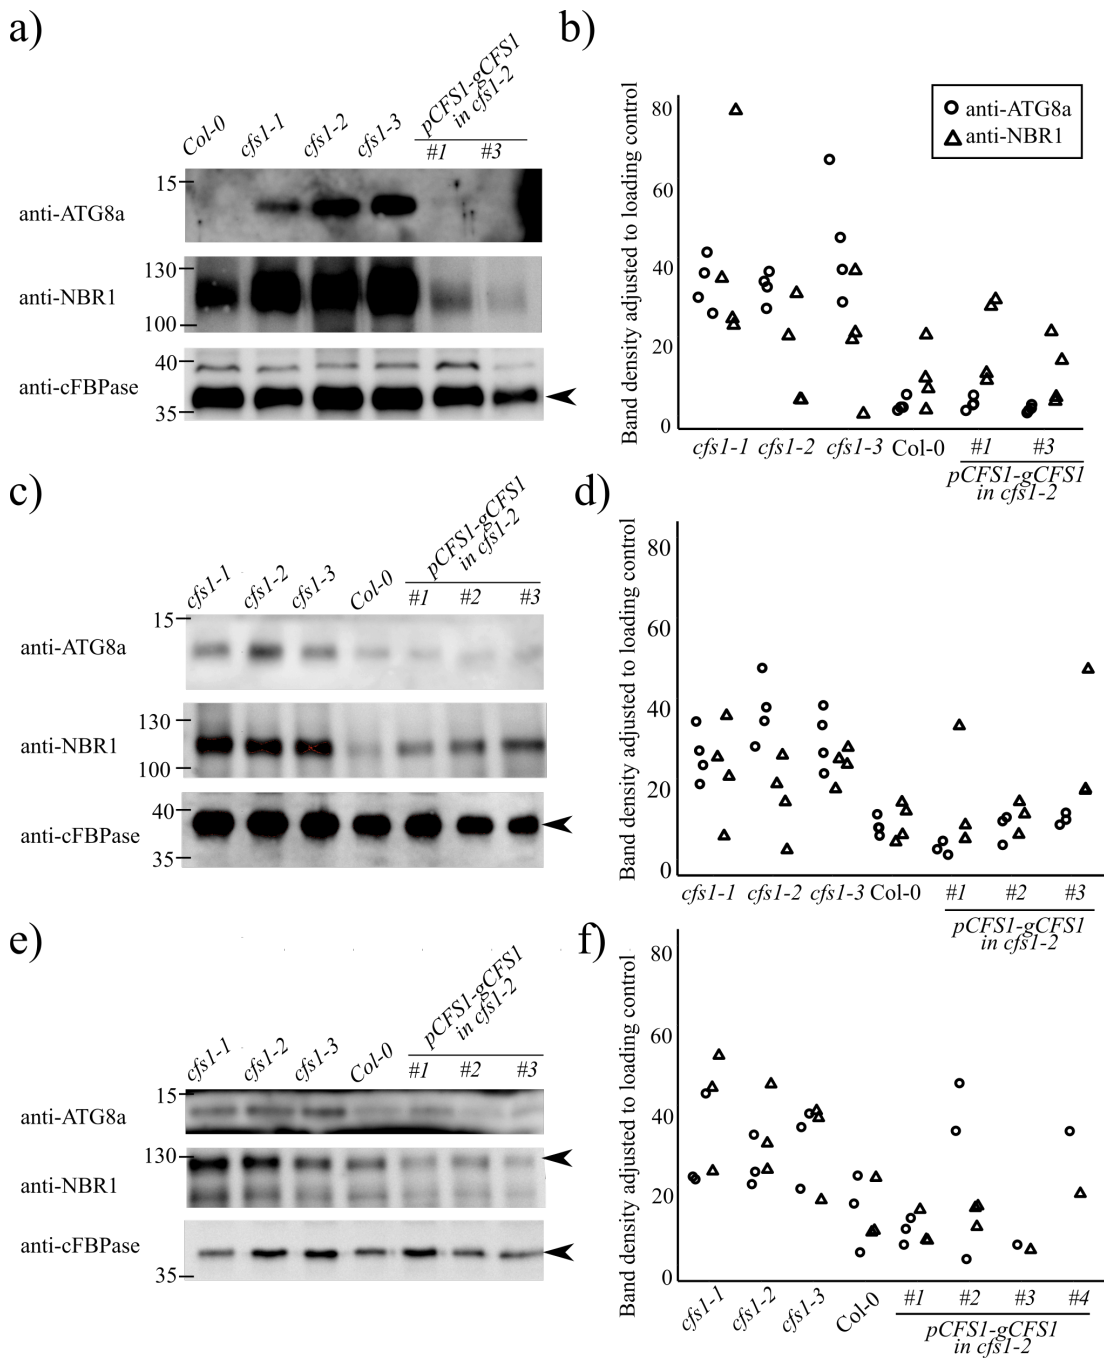 a)
Col-0
cfs1-1
cfs1-2
cfs1-3
pCFS1-gCFS1
in cfs1-2
#1
#3
15
anti-ATG8a
130
anti-NBR1
100
40
anti-cFBPase
35
b)
Band density adjusted to loading control
80
60
40
20
0
anti-ATG8a
anti-NBR1
cfs1-1
cfs1-2
cfs1-3
Col-0
#1
#3
pCFS1-gCFS1
in cfs1-2
c)
cfs1-1
cfs1-2
cfs1-3
Col-0
pCFS1-gCFS1
in cfs1-2
#1
#2
#3
15
anti-ATG8a
130
anti-NBR1
100
40
anti-cFBPase
35
d)
Band density adjusted to loading control
80
60
40
20
0
cfs1-1
cfs1-2
cfs1-3
Col-0
#1
#2
#3
pCFS1-gCFS1
in cfs1-2
e)
cfs1-1
cfs1-2
cfs1-3
Col-0
pCFS1-gCFS1
in cfs1-2
#1
#2
#3
15
anti-ATG8a
130
anti-NBR1
anti-cFBPase
35
f)
Band density adjusted to loading control
80
60
40
20
0
cfs1-1
cfs1-2
cfs1-3
Col-0
#1
#2
#3
#4
pCFS1-gCFS1
in cfs1-2